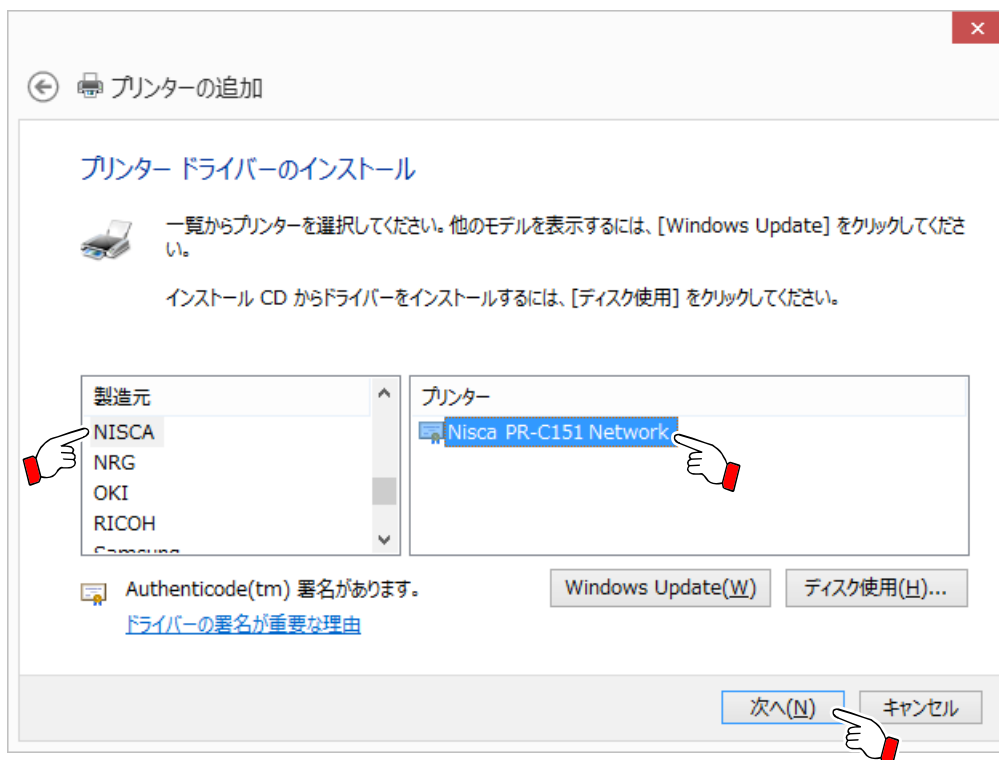 プリンターの追加
プリンター ドライバーのインストール
一覧からプリンターを選択してください。他のモデルを表示するには、[Windows Update] をクリックしてくださ
い。
インストール CD からドライバーをインストールするには、[ディスク使用] をクリックしてください。
製造元
NISCA
NRG
OKI
RICOH
Samsung
プリンター
Nisca PR-C151 Network
Authenticode(tm) 署名があります。
ドライバーの署名が重要な理由
Windows Update(W)
ディスク使用(H)...
次へ(N)
キャンセル